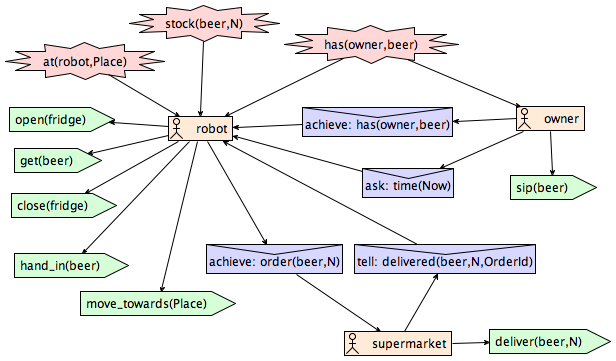 stock(beer,N)
has(owner,beer)
at(robot,Place)
open(fridge)
robot
achieve: has(owner,beer)
owner
get(beer)
ask: time(Now)
sip(beer)
close(fridge)
hand_in(beer)
achieve: order(beer,N)
tell: delivered(beer,N,OrderId)
move_towards(Place)
supermarket
deliver(beer,N)